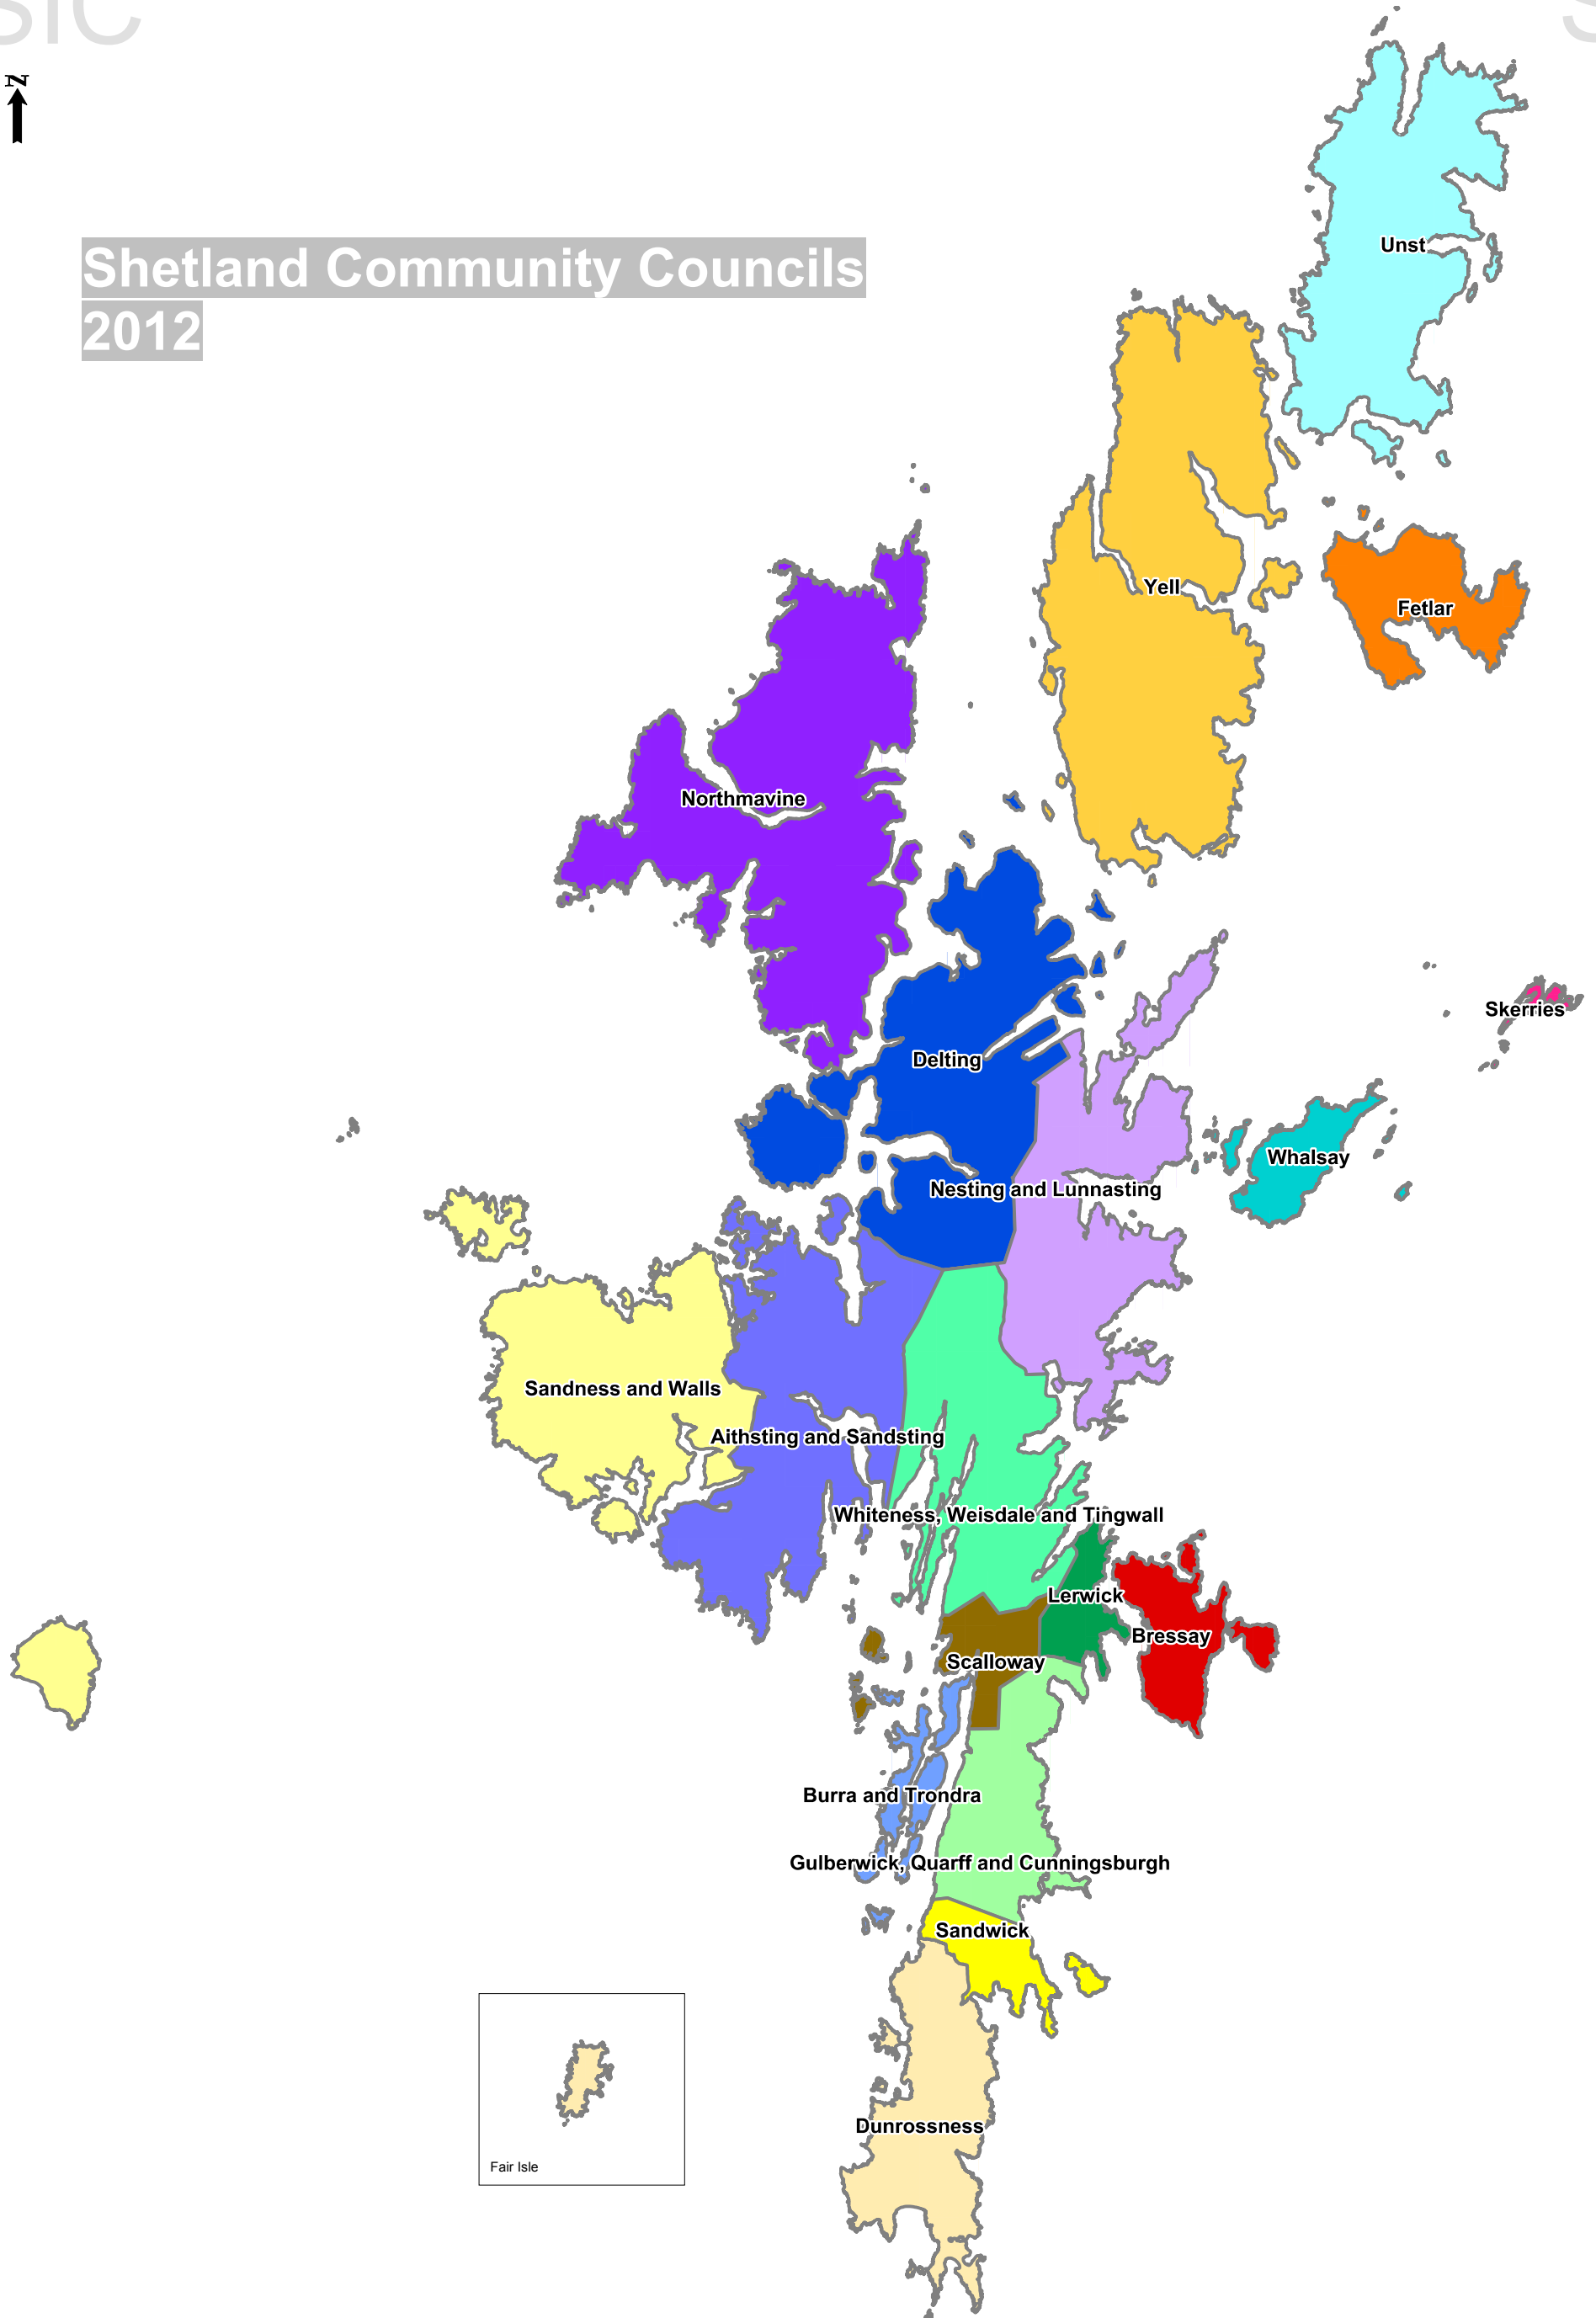 SIC
S
N
Shetland Community Councils
2012
Unst
Yell
Fetlar
Northmavine
Skerries
Delting
Whalsay
Nesting and Lunnasting
Sandness and Walls
Aithsting and Sandsting
Whiteness, Weisdale and Tingwall
Lerwick
Bressay
Scalloway
Burra and Trondra
Gulberwick, Quarff and Cunningsburgh
Sandwick
Dunrossness
Fair Isle